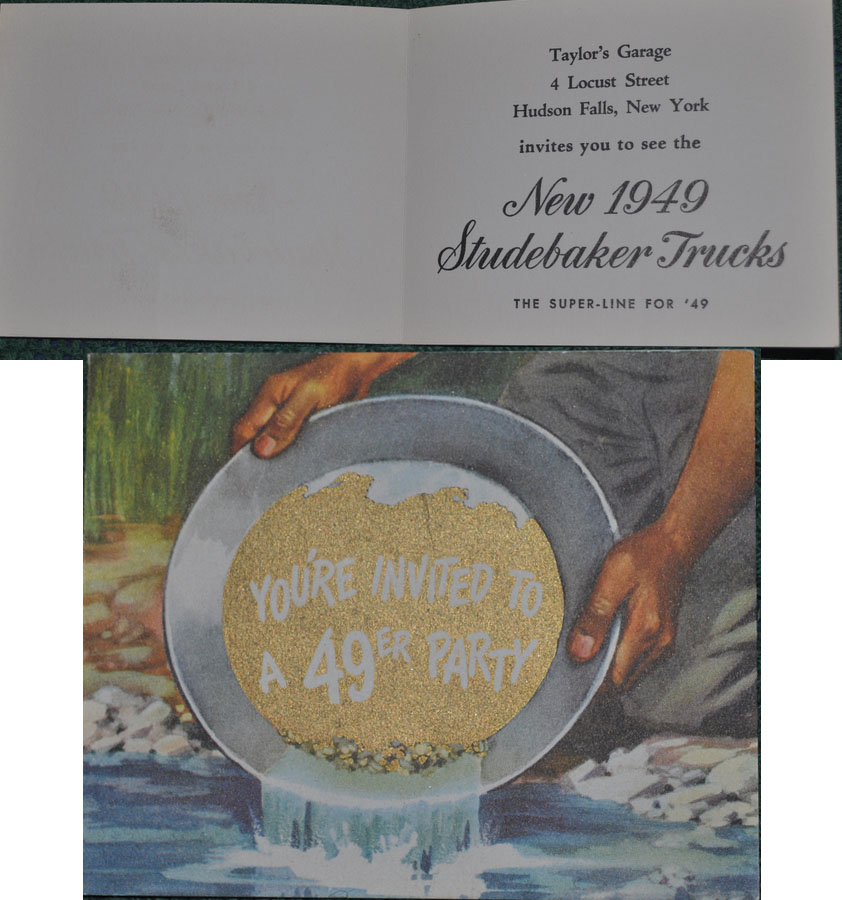 Taylor's Garage
4 Locust Street
Hudson Falls, New York
invites you to see the
New 1949
Studebaker Trucks
THE SUPER-LINE FOR '49
YOU'RE INVITED TO
A 49ER PARTY